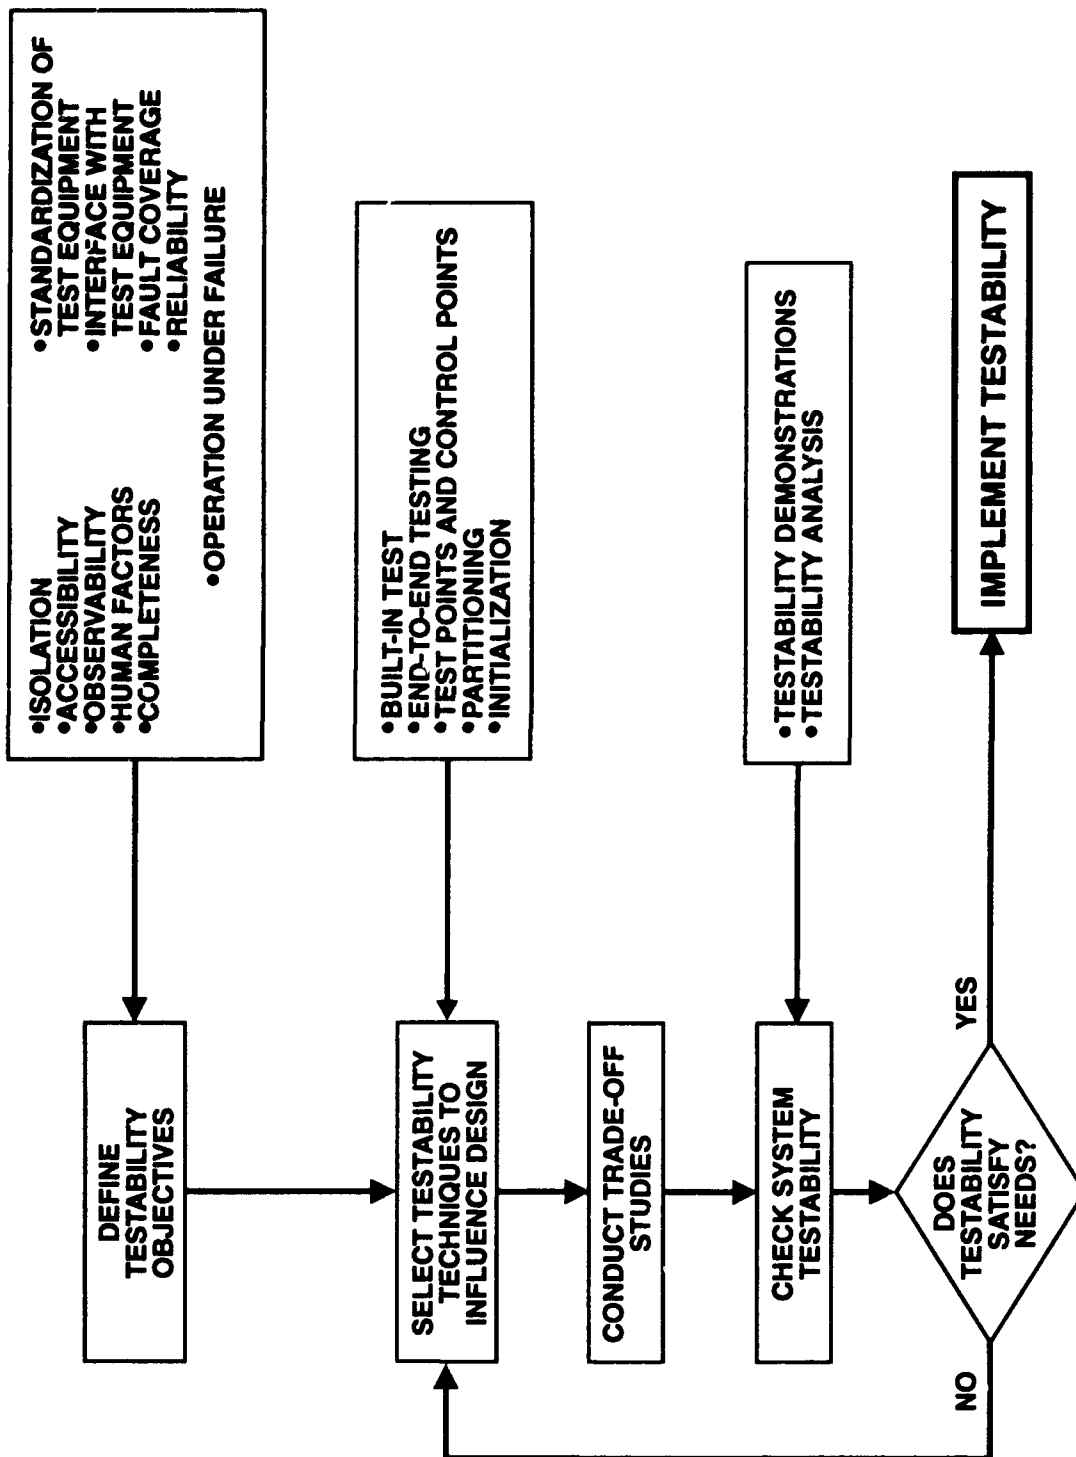 DEFINE
TESTABILITY
OBJECTIVES
•ISOLATION
•ACCESSIBILITY
•OBSERVABILITY
•HUMAN FACTORS
•COMPLETENESS
•STANDARDIZATION OF
TEST EQUIPMENT
•INTERFACE WITH
TEST EQUIPMENT
•FAULT COVERAGE
•RELIABILITY
•OPERATION UNDER FAILURE
SELECT TESTABILITY
TECHNIQUES TO
INFLUENCE DESIGN
•BUILT-IN TEST
•END-TO-END TESTING
•TEST POINTS AND CONTROL POINTS
•PARTITIONING
•INITIALIZATION
CONDUCT TRADE-OFF
STUDIES
CHECK SYSTEM
TESTABILITY
•TESTABILITY DEMONSTRATIONS
•TESTABILITY ANALYSIS
NO
DOES
TESTABILITY
SATISFY
NEEDS?
YES
IMPLEMENT TESTABILITY